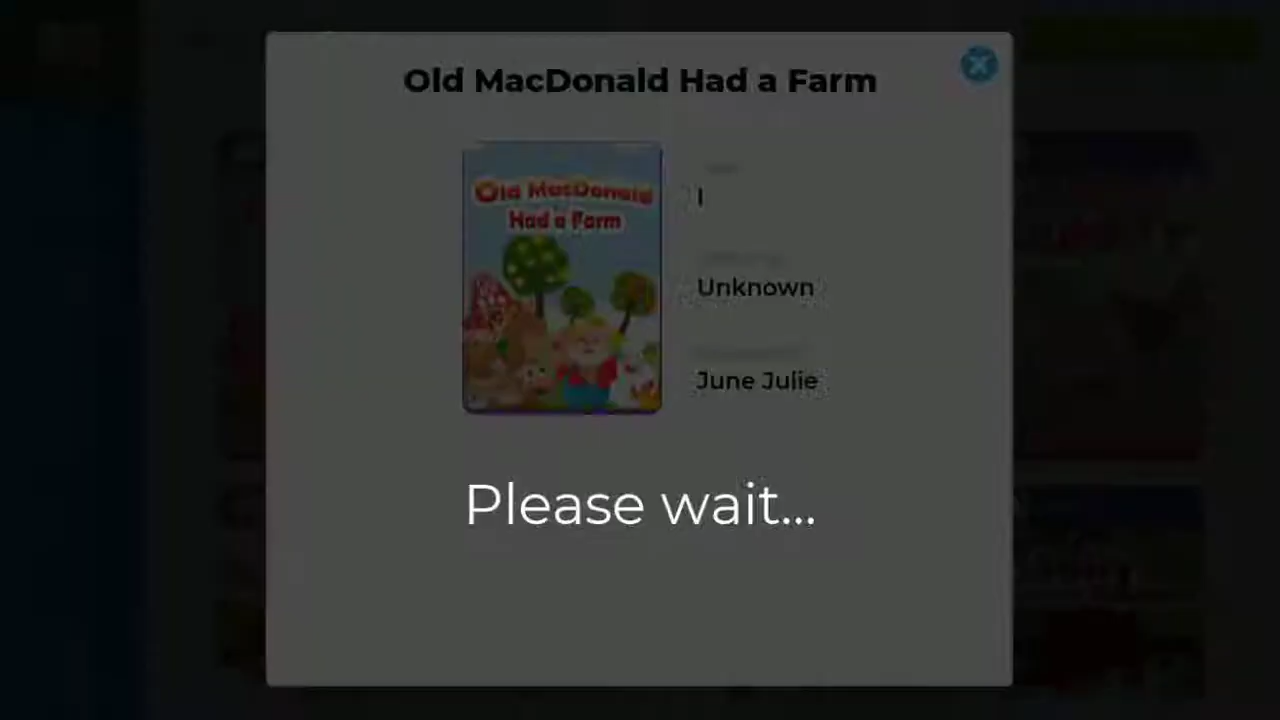 Old MacDonald Had a Farm
Old MacDonald
Had a Farm
I
Unknown
June Julie
Please wait...